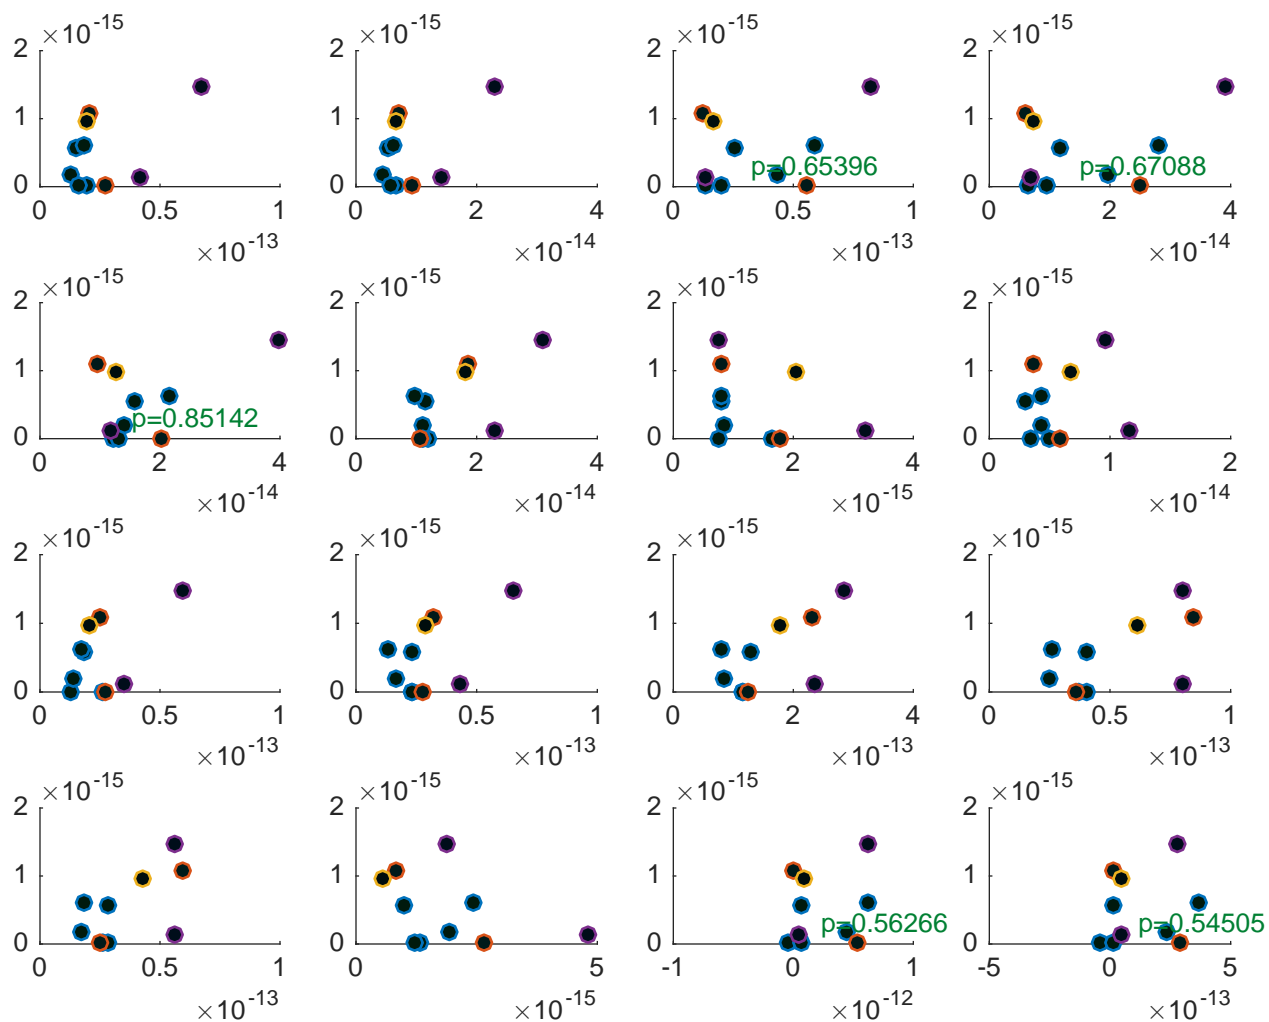 ×10-15 ×10-15 ×10-15 ×10-15
2 2 2 2
1 1 1 1
p=0.65396 p=0.67088
0 0 0 0
0 0.5 1 0 2 4 0 0.5 1 0 2 4
×10-13 ×10-14 ×10-13 ×10-14
×10-15 ×10-15 ×10-15 ×10-15
2 2 2 2
1 1 1 1
p=0.85142
0 0 0 0
0 2 4 0 2 4 0 2 4 0 1 2
×10-14 ×10-14 ×10-15 ×10-14
×10-15 ×10-15 ×10-15 ×10-15
2 2 2 2
1 1 1 1
0 0 0 0
0 0.5 1 0 0.5 1 0 2 4 0 0.5 1
×10-13 ×10-13 ×10-13 ×10-13
×10-15 ×10-15 ×10-15 ×10-15
2 2 2 2
1 1 1 1
p=0.56266 p=0.54505
0 0 0 0
0 0.5 1 0 5 -1 0 1 -5 0 5
×10-13 ×10-15 ×10-12 ×10-13